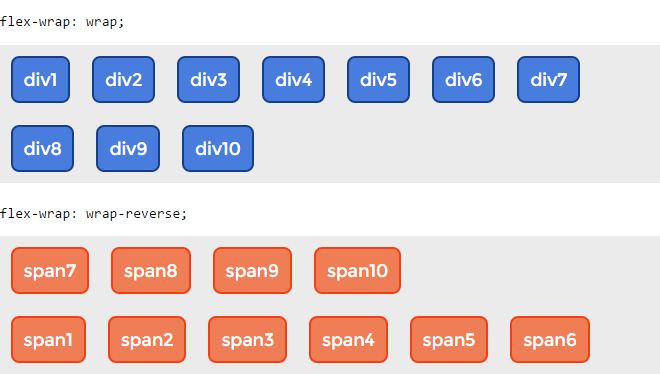 flex-wrap: wrap;
div1 div2 div3 div4 div5 div6 div7
div8 div9 div10
flex-wrap: wrap-reverse;
span7 span8 span9 span10
span1 span2 span3 span4 span5 span6